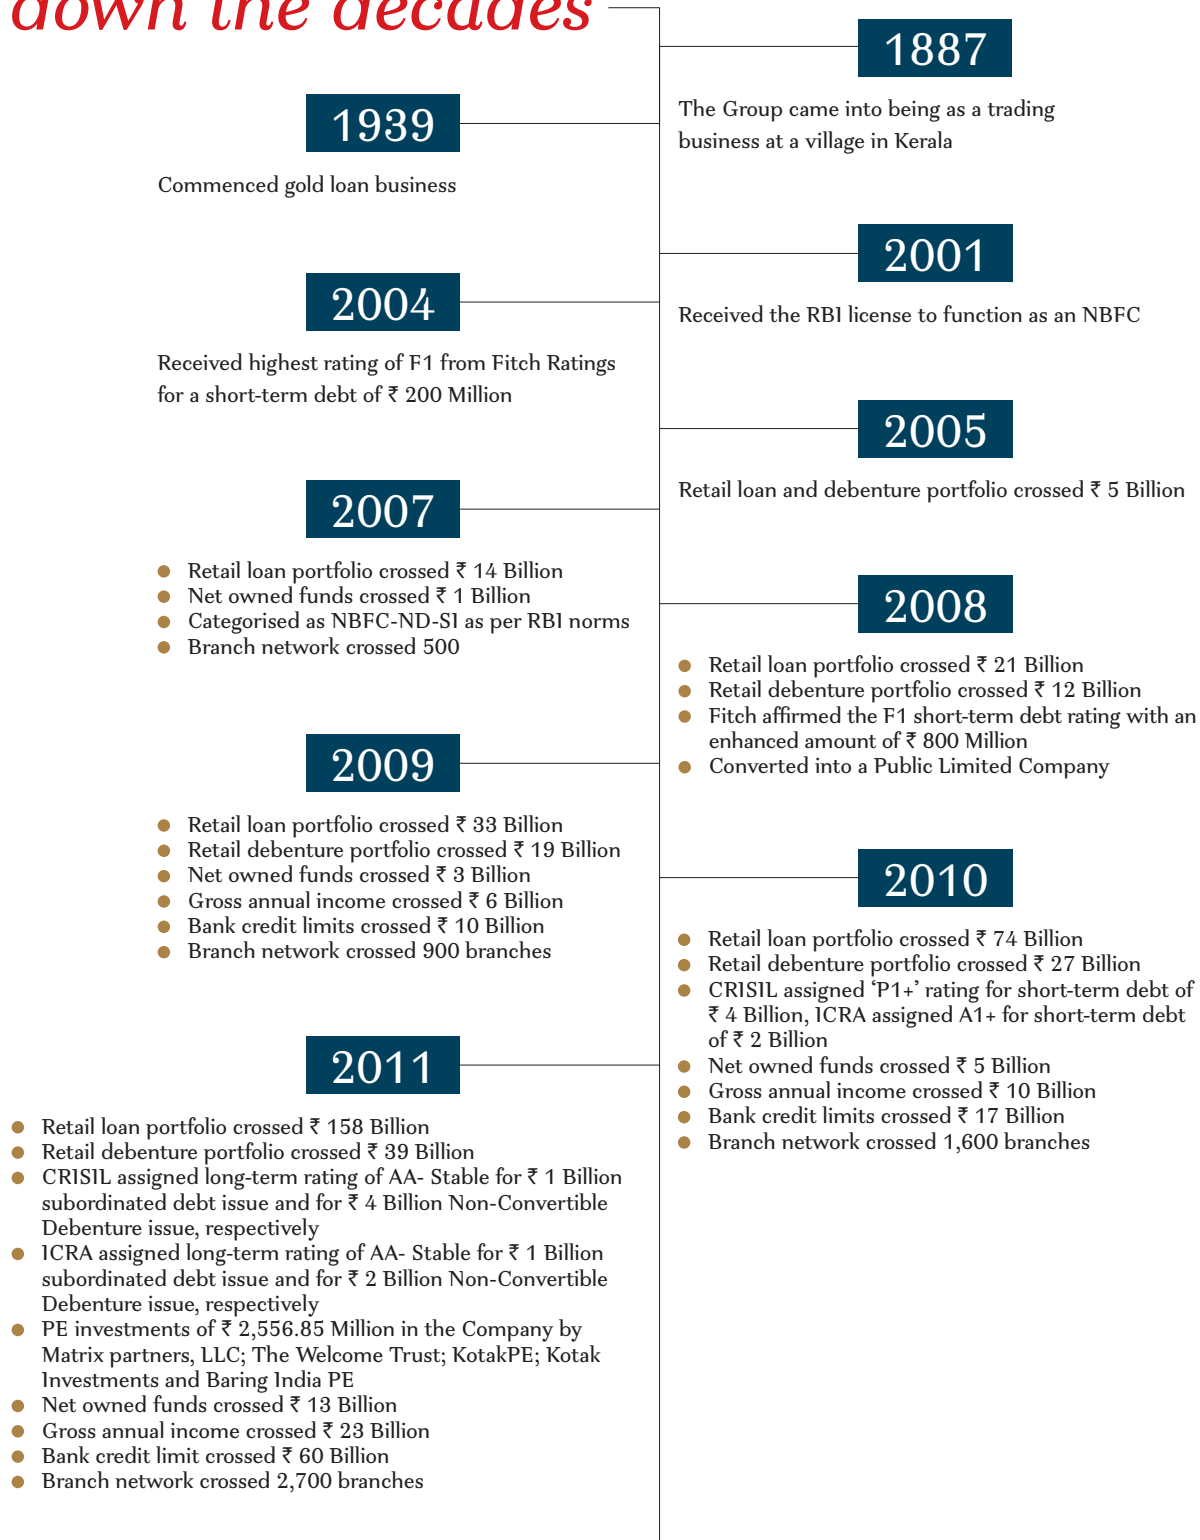 down the decades
1887
The Group came into being as a trading
business at a village in Kerala
1939
Commenced gold loan business
2001
Received the RBI license to function as an NBFC
2004
Received highest rating of F1 from Fitch Ratings
for a short-term debt of ₹ 200 Million
2005
Retail loan and debenture portfolio crossed ₹ 5 Billion
2007
Retail loan portfolio crossed ₹ 14 Billion
Net owned funds crossed ₹ 1 Billion
Categorised as NBFC-ND-SI as per RBI norms
Branch network crossed 500
2008
Retail loan portfolio crossed ₹ 21 Billion
Retail debenture portfolio crossed ₹ 12 Billion
Fitch affirmed the F1 short-term debt rating with an
enhanced amount of ₹ 800 Million
Converted into a Public Limited Company
2009
Retail loan portfolio crossed ₹ 33 Billion
Retail debenture portfolio crossed ₹ 19 Billion
Net owned funds crossed ₹ 3 Billion
Gross annual income crossed ₹ 6 Billion
Bank credit limits crossed ₹ 10 Billion
Branch network crossed 900 branches
2010
Retail loan portfolio crossed ₹ 74 Billion
Retail debenture portfolio crossed ₹ 27 Billion
CRISIL assigned ‘P1+’ rating for short-term debt of
₹ 4 Billion, ICRA assigned A1+ for short-term debt
of ₹ 2 Billion
Net owned funds crossed ₹ 5 Billion
Gross annual income crossed ₹ 10 Billion
Bank credit limits crossed ₹ 17 Billion
Branch network crossed 1,600 branches
2011
Retail loan portfolio crossed ₹ 158 Billion
Retail debenture portfolio crossed ₹ 39 Billion
CRISIL assigned long-term rating of AA- Stable for ₹ 1 Billion
subordinated debt issue and for ₹ 4 Billion Non-Convertible
Debenture issue, respectively
ICRA assigned long-term rating of AA- Stable for ₹ 1 Billion
subordinated debt issue and for ₹ 2 Billion Non-Convertible
Debenture issue, respectively
PE investments of ₹ 2,556.85 Million in the Company by
Matrix partners, LLC; The Welcome Trust; KotakPE; Kotak
Investments and Baring India PE
Net owned funds crossed ₹ 13 Billion
Gross annual income crossed ₹ 23 Billion
Bank credit limit crossed ₹ 60 Billion
Branch network crossed 2,700 branches